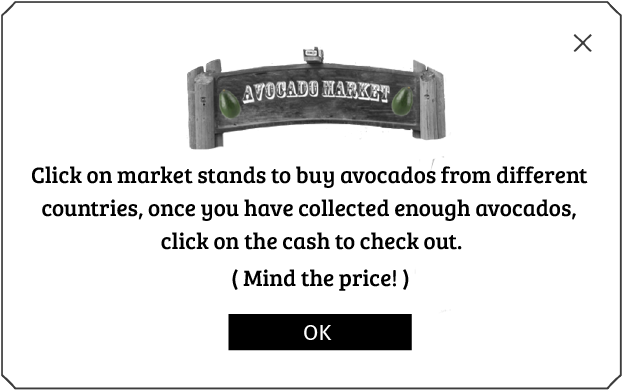 AVOCADO MARKET
Click on market stands to buy avocados from different
countries, once you have collected enough avocados,
click on the cash to check out.
( Mind the price! )
OK